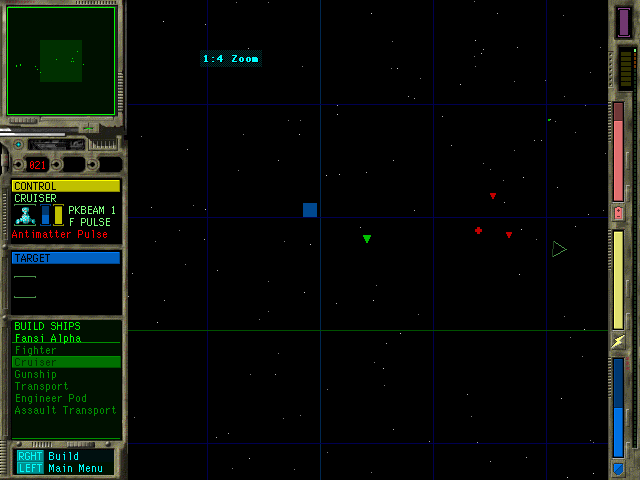 1:4 Zoom
021
CONTROL
CRUISER
PKBEAM 1
F PULSE
Antimatter Pulse
TARGET
BUILD SHIPS
Fansi Alpha
Fighter
Cruiser
Gunship
Transport
Engineer Pod
Assault Transport
RGHT Build
LEFT Main Menu